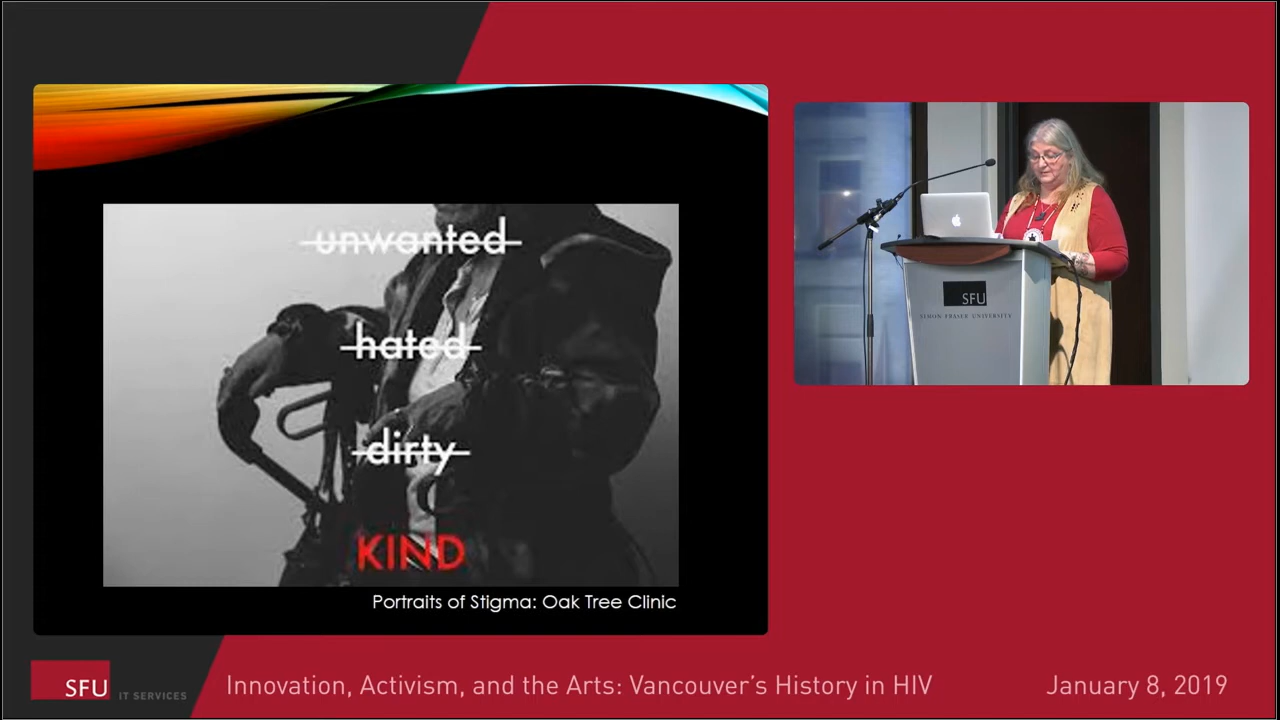 unwanted
hated
dirty
KIND
Portraits of Stigma: Oak Tree Clinic
SFU
SIMON FRASER UNIVERSITY
SFU IT SERVICES
Innovation, Activism, and the Arts: Vancouver's History in HIV
January 8, 2019